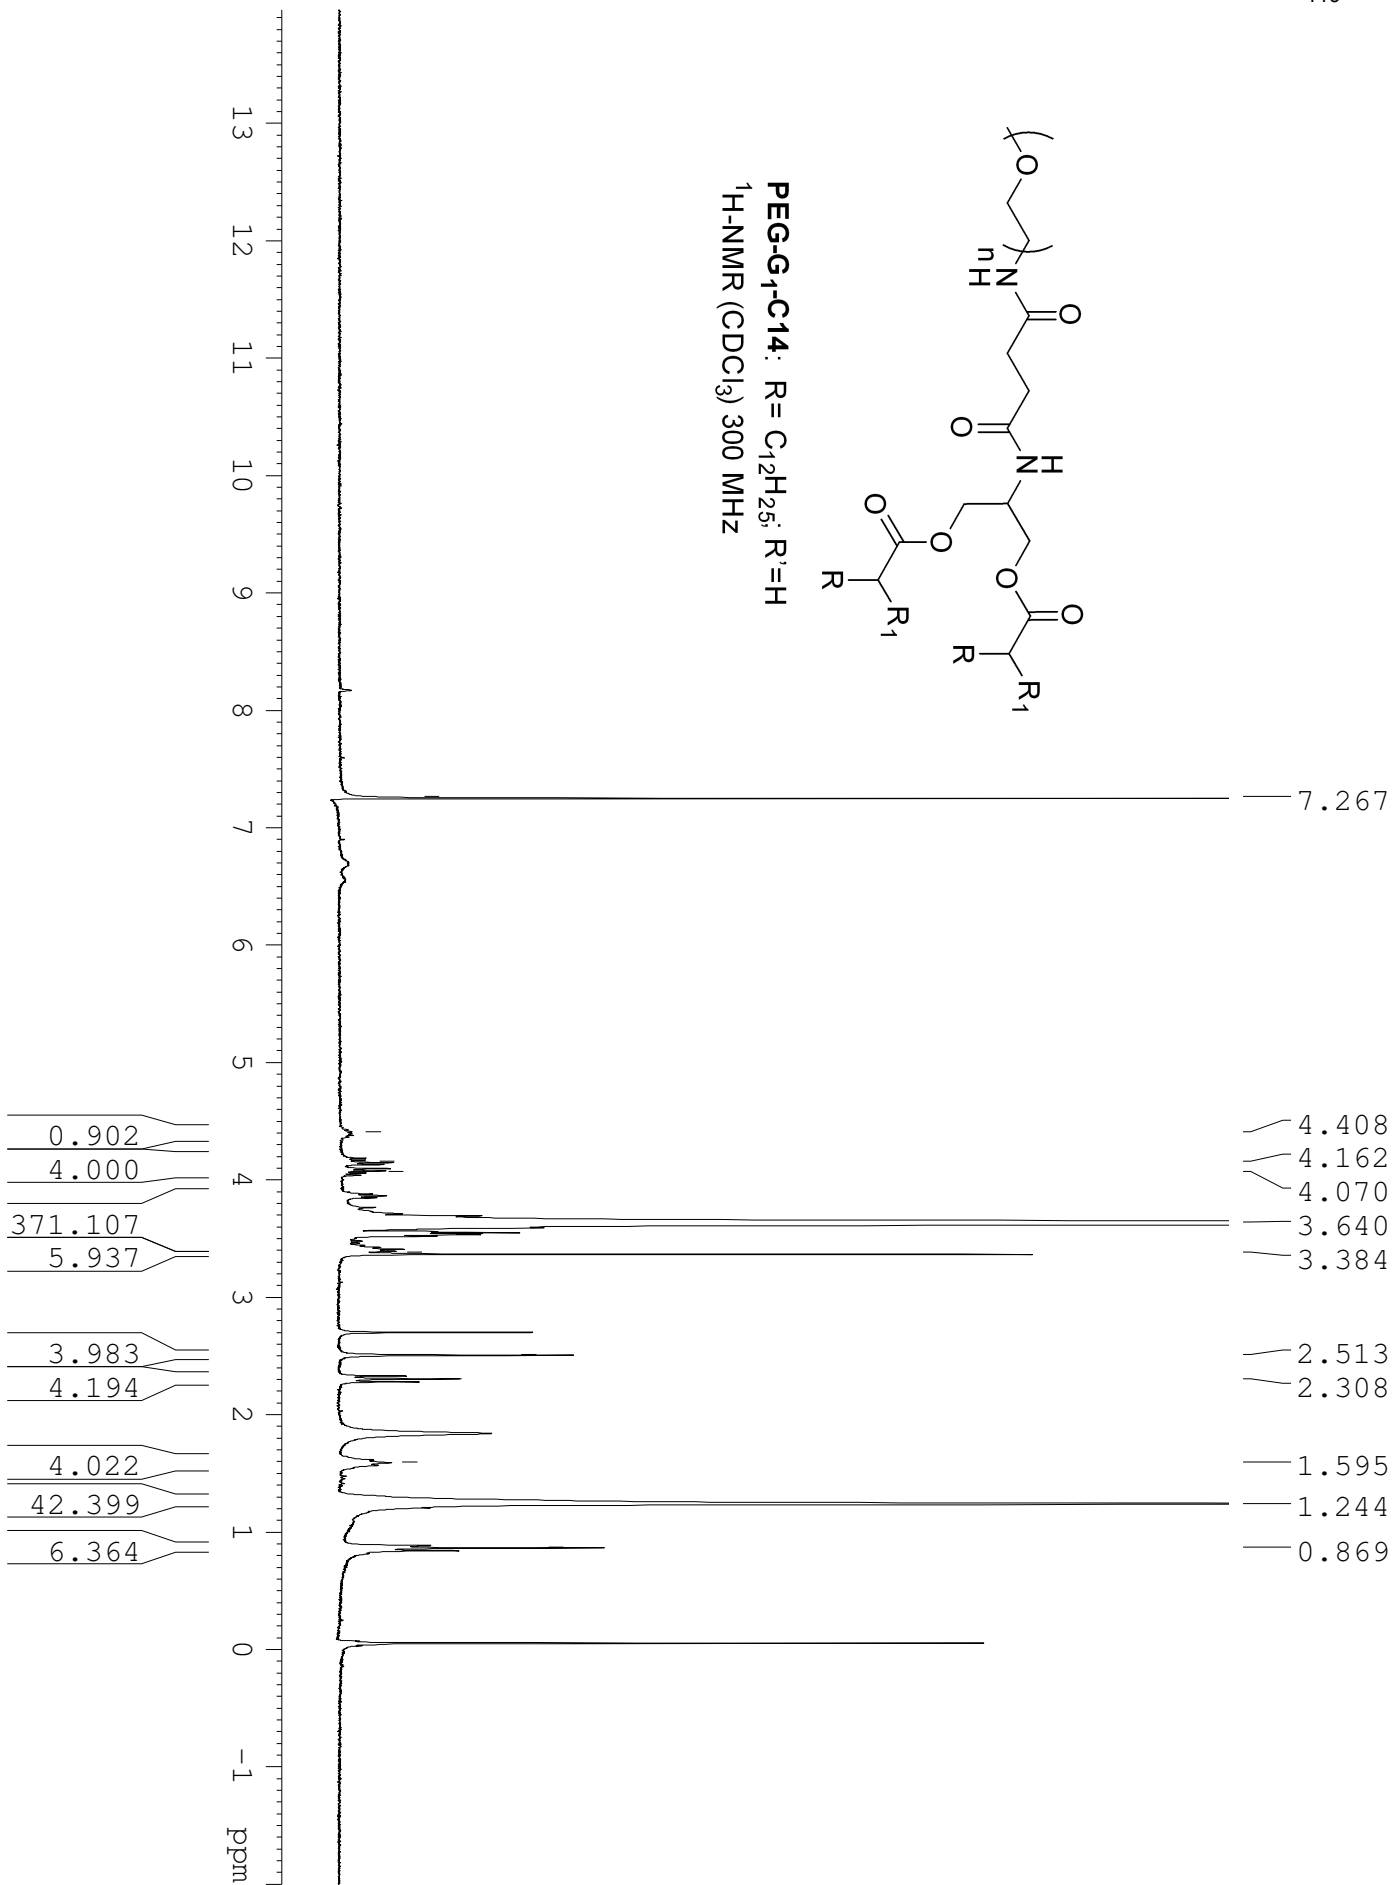 O
n
N
H
O
O
N
H
O
O
O
O
R
R1
R
R1
PEG-G1-C14: R= C12H25; R'=H
1H-NMR (CDCl3) 300 MHz
7.267
4.408
4.162
4.070
3.640
3.384
2.513
2.308
1.595
1.244
0.869
13 12 11 10 9 8 7 6 5 4 3 2 1 0 -1 ppm
0.902
4.000
371.107
5.937
3.983
4.194
4.022
42.399
6.364